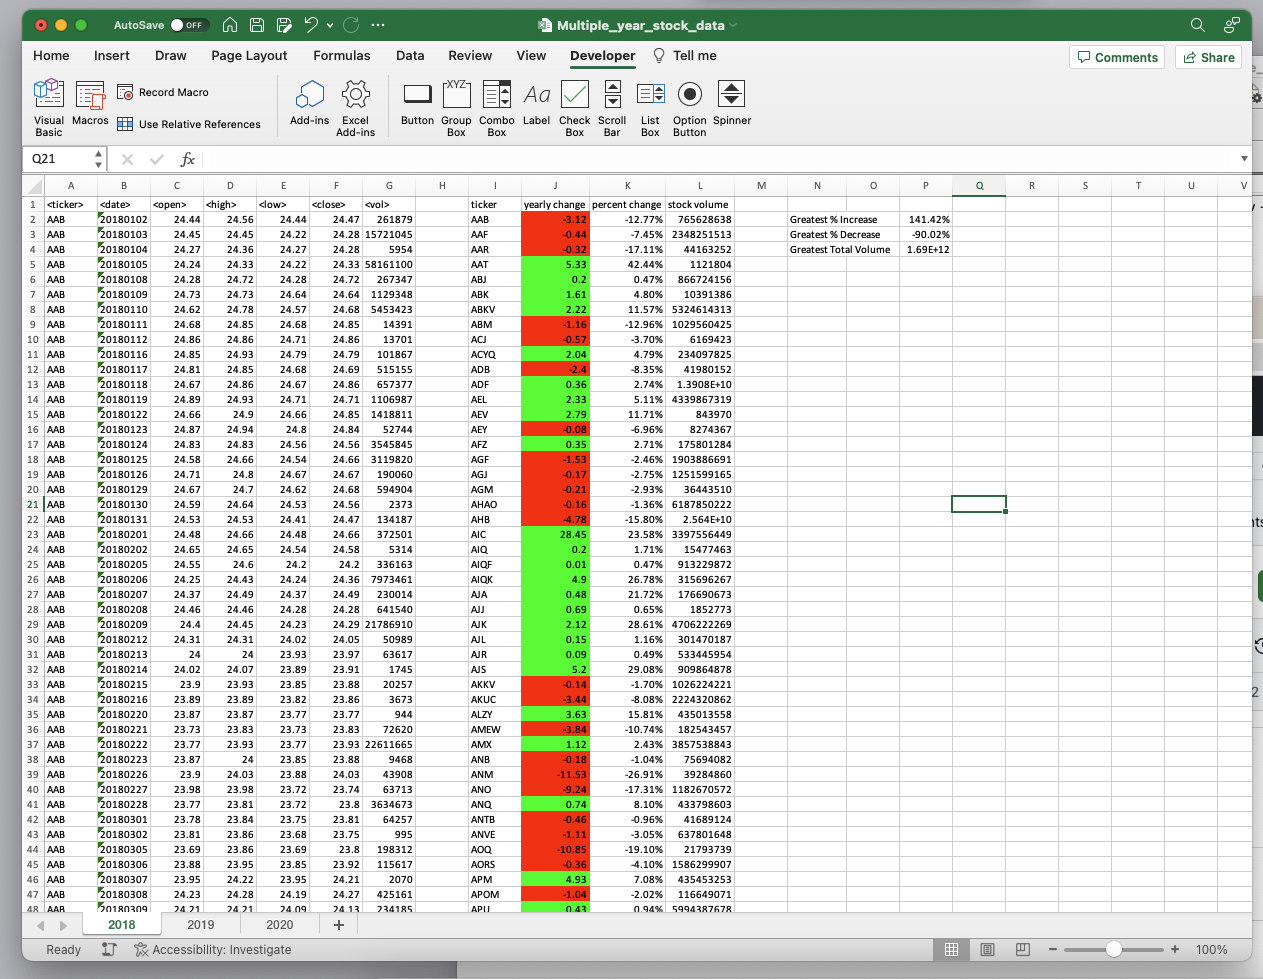 AutoSave OFF Multiple_year_stock_data
Home Insert Draw Page Layout Formulas Data Review View Developer Tell me Comments Share
Visual Basic Macros Record Macro Use Relative References Add-ins Excel Add-ins Button Group Box Combo Box Label Check Box Scroll Bar List Box Option Button Spinner
Q21 fx
A B C D E F G H I J K L M N O P Q R S T U V
1 <ticker> <date> <open> <high> <low> <close> <vol> ticker yearly change percent change stock volume
2 AAB 20180102 24.44 24.56 24.44 24.47 261879 AAB -3.12 -12.77% 765628638 Greatest % Increase 141.42%
3 AAB 20180103 24.45 24.45 24.22 24.28 15721045 AAF -0.44 -7.45% 2348251513 Greatest % Decrease -90.02%
4 AAB 20180104 24.27 24.36 24.27 24.28 5954 AAR -0.32 -17.11% 44163252 Greatest Total Volume 1.69E+12
5 AAB 20180105 24.24 24.33 24.22 24.33 58161100 AAT 5.33 42.44% 1121804
6 AAB 20180108 24.28 24.72 24.28 24.72 267347 ABJ 0.2 0.47% 866724156
7 AAB 20180109 24.73 24.73 24.64 24.64 1129348 ABK 1.61 4.80% 10391386
8 AAB 20180110 24.62 24.78 24.57 24.68 5453423 ABKV 2.22 11.57% 5324614313
9 AAB 20180111 24.68 24.85 24.68 24.85 14391 ABM -1.16 -12.96% 1029560425
10 AAB 20180112 24.86 24.86 24.71 24.86 13701 ACJ -0.57 -3.70% 6169423
11 AAB 20180116 24.85 24.93 24.79 24.79 101867 ACYQ 2.04 4.79% 234097825
12 AAB 20180117 24.81 24.85 24.68 24.69 515155 ADB -2.4 -8.35% 41980152
13 AAB 20180118 24.67 24.86 24.67 24.86 657377 ADF 0.36 2.74% 1.3908E+10
14 AAB 20180119 24.89 24.93 24.71 24.71 1106987 AEL 2.33 5.11% 4339867319
15 AAB 20180122 24.66 24.9 24.66 24.85 1418811 AEV 2.79 11.71% 843970
16 AAB 20180123 24.87 24.94 24.8 24.84 52744 AEY -0.08 -6.96% 8274367
17 AAB 20180124 24.83 24.83 24.56 24.56 3545845 AFZ 0.35 2.71% 175801284
18 AAB 20180125 24.58 24.66 24.54 24.66 3119820 AGF -1.53 -2.46% 1903886691
19 AAB 20180126 24.71 24.8 24.67 24.67 190060 AGJ -0.17 -2.75% 1251599165
20 AAB 20180129 24.67 24.7 24.62 24.68 594904 AGM -0.21 -2.93% 36443510
21 AAB 20180130 24.59 24.64 24.53 24.56 2373 AHAO -0.16 -1.36% 6187850222
22 AAB 20180131 24.53 24.53 24.41 24.47 134187 AHB -4.78 -15.80% 2.564E+10
23 AAB 20180201 24.48 24.66 24.48 24.66 372501 AIC 28.45 23.58% 3397556449
24 AAB 20180202 24.65 24.65 24.54 24.58 5314 AIQ 0.2 1.71% 15477463
25 AAB 20180205 24.55 24.6 24.2 24.2 336163 AIQF 0.01 0.47% 913229872
26 AAB 20180206 24.25 24.43 24.24 24.36 7973461 AIQK 4.9 26.78% 315696267
27 AAB 20180207 24.37 24.49 24.37 24.49 230014 AJA 0.48 21.72% 176690673
28 AAB 20180208 24.46 24.46 24.28 24.28 641540 AJJ 0.69 0.65% 1852773
29 AAB 20180209 24.4 24.45 24.23 24.29 21786910 AJK 2.12 28.61% 4706222269
30 AAB 20180212 24.31 24.31 24.02 24.05 50989 AJL 0.15 1.16% 301470187
31 AAB 20180213 24 24 23.93 23.97 63617 AJR 0.09 0.49% 533445954
32 AAB 20180214 24.02 24.07 23.89 23.91 1745 AJS 5.2 29.08% 909864878
33 AAB 20180215 23.9 23.93 23.85 23.88 20257 AKKV -0.14 -1.70% 1026224221
34 AAB 20180216 23.89 23.89 23.82 23.86 3673 AKUC -3.44 -8.08% 2224320862
35 AAB 20180220 23.87 23.87 23.77 23.77 944 ALZY 3.63 15.81% 435013558
36 AAB 20180221 23.73 23.83 23.73 23.83 72620 AMEW -3.84 -10.74% 182543457
37 AAB 20180222 23.77 23.93 23.77 23.93 22611665 AMX 1.12 2.43% 3857538843
38 AAB 20180223 23.87 24 23.85 23.88 9468 ANB -0.18 -1.04% 75694082
39 AAB 20180226 23.9 24.03 23.88 24.03 43908 ANM -11.53 -26.91% 39284860
40 AAB 20180227 23.98 23.98 23.72 23.74 63713 ANO -9.24 -17.31% 1182670572
41 AAB 20180228 23.77 23.81 23.72 23.8 3634673 ANQ 0.74 8.10% 433798603
42 AAB 20180301 23.78 23.84 23.75 23.81 64257 ANTB -0.46 -0.96% 41689124
43 AAB 20180302 23.81 23.86 23.68 23.75 995 ANVE -1.11 -3.05% 637801648
44 AAB 20180305 23.69 23.86 23.69 23.8 198312 AOQ -10.85 -19.10% 21793739
45 AAB 20180306 23.88 23.95 23.85 23.92 115617 AORS -0.36 -4.10% 1586299907
46 AAB 20180307 23.95 24.22 23.95 24.21 2070 APM 4.93 7.08% 435453253
47 AAB 20180308 24.23 24.28 24.19 24.27 425161 APOM -1.04 -2.02% 116649071
48 AAB 20180309 24.21 24.21 24.09 24.13 234185 APU 0.43 0.94% 5994387678
2018 2019 2020 +
Ready Accessibility: Investigate 100%